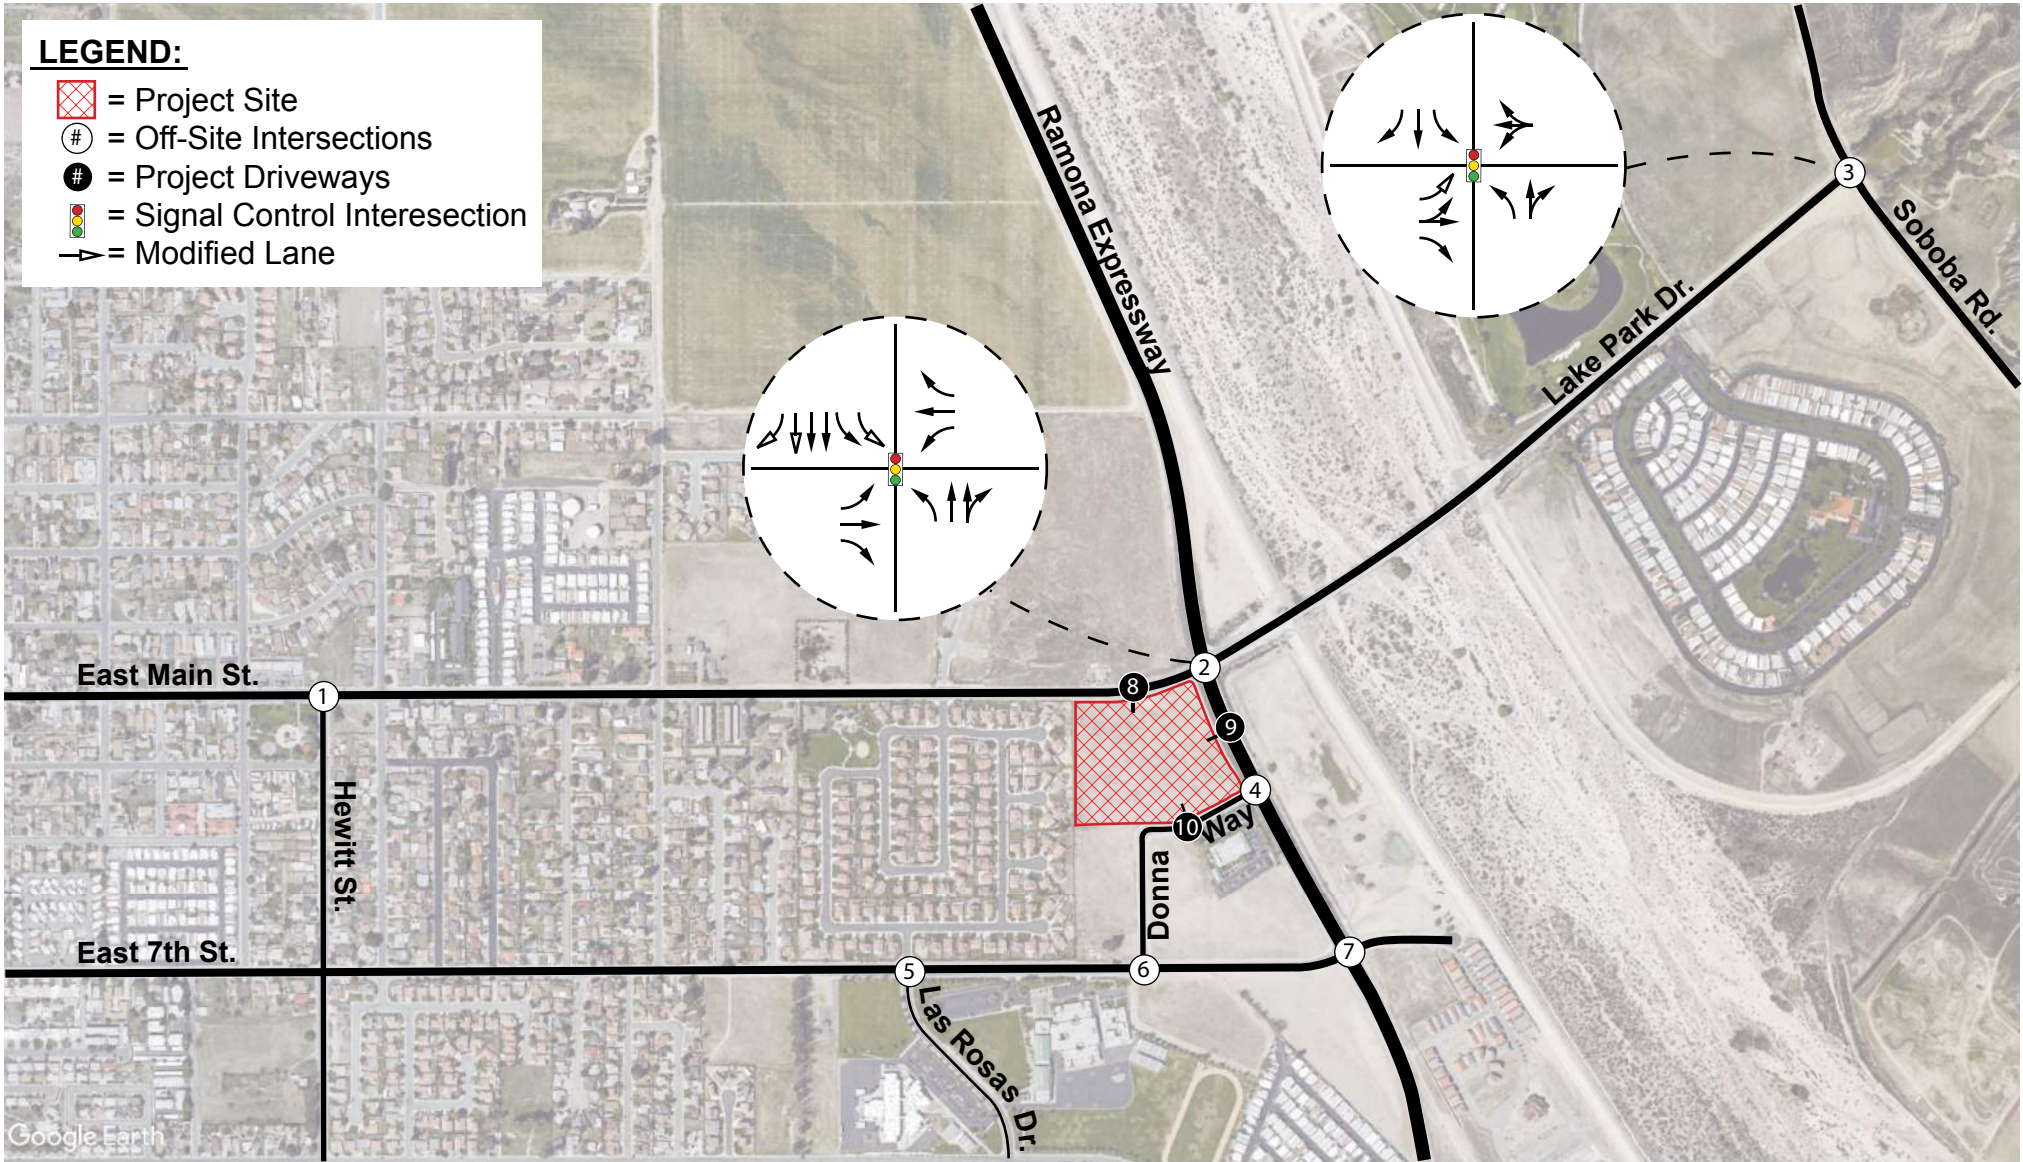 LEGEND:
= Project Site
# = Off-Site Intersections
# = Project Driveways
= Signal Control Interesection
= Modified Lane
Ramona Expressway
3
Soboba Rd.
Lake Park Dr.
East Main St.
1
8
2
9
4
10
Donna
Way
Hewitt St.
East 7th St.
5
6
7
Las Rosas Dr.
Google Earth